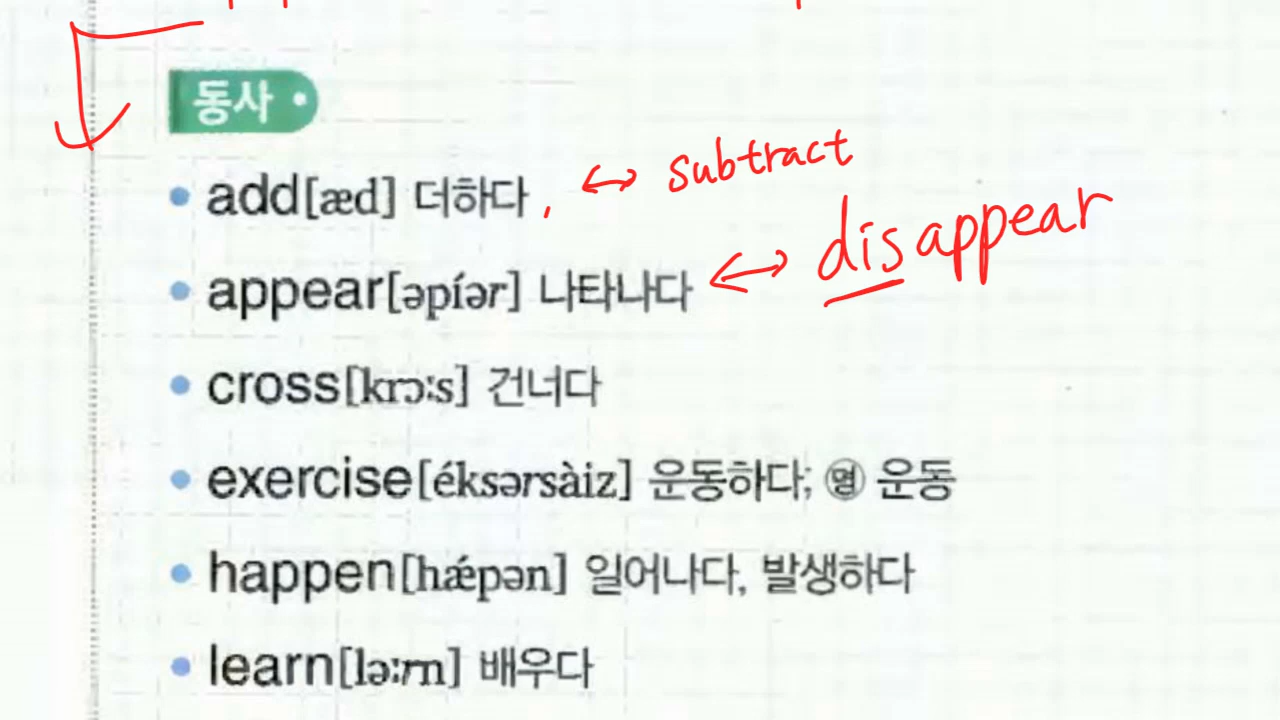 동사
add[æd] 더하다, ↔ subtract
appear[əpíər] 나타나다 ↔ disappear
cross[krɔːs] 건너다
exercise[éksərsàiz] 운동하다; ㊔ 운동
happen[hǽpən] 일어나다, 발생하다
learn[ləːrn] 배우다